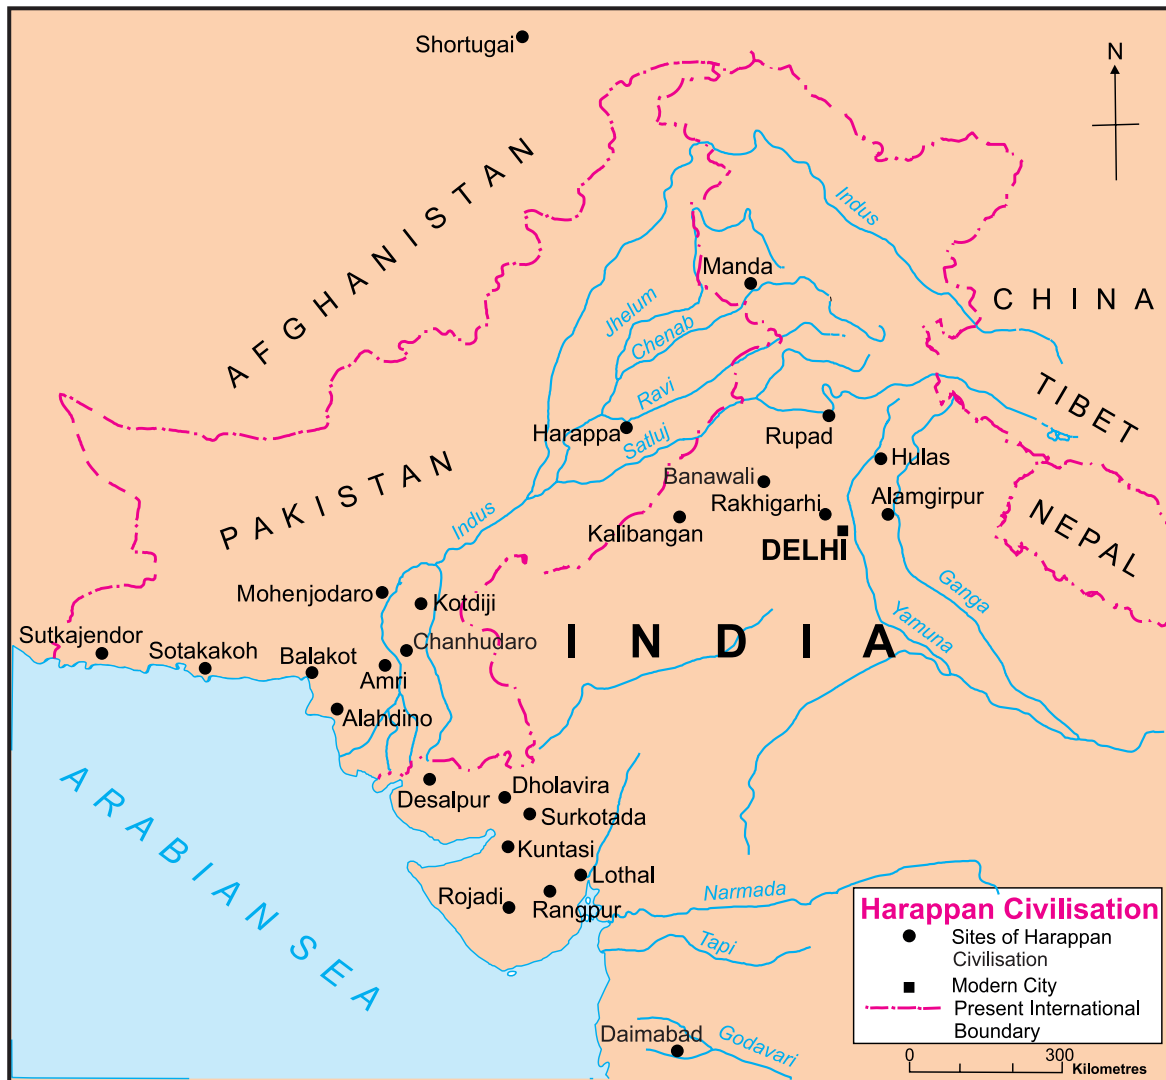 Shortugai
N
AFGHANISTAN
Indus
Manda
CHINA
Jhelum
Chenab
Ravi
TIBET
Harappa
Satluj
Rupad
Hulas
PAKISTAN
Banawali
Rakhigarhi
Alamgirpur
Indus
Kalibangan
DELHI
NEPAL
Mohenjodaro
Kotdiji
Ganga
Yamuna
Sutkajendor
Sotakakoh
Balakot
Chanhudaro
INDIA
Amri
Alahdino
ARABIAN SEA
Desalpur
Dholavira
Surkotada
Kuntasi
Lothal
Rojadi
Rangpur
Narmada
Tapi
Daimabad
Godavari
Harappan Civilisation
Sites of Harappan
Civilisation
Modern City
Present International
Boundary
0 300
Kilometres